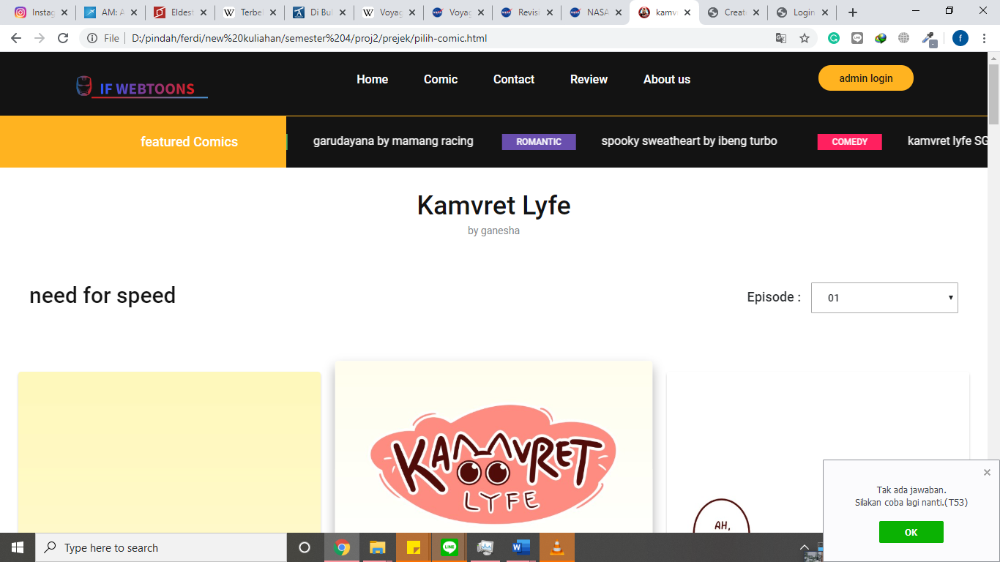 Instag
AM: A
Eldest
Terbel
Di Bul
Voyag
Voyag
Revisi
NASA
kamvr
Create
Login
File
D:/pindah/ferdi/new%20kuliahan/semester%204/proj2/prejek/pilih-comic.html
f
IF WEBTOONS
Home
Comic
Contact
Review
About us
admin login
featured Comics
garudayana by mamang racing
ROMANTIC
spooky sweatheart by ibeng turbo
COMEDY
kamvret lyfe SG
Kamvret Lyfe
by ganesha
need for speed
Episode :
01
KAMVRET
LYFE
AH,
Tak ada jawaban.
Silakan coba lagi nanti.(T53)
OK
Type here to search